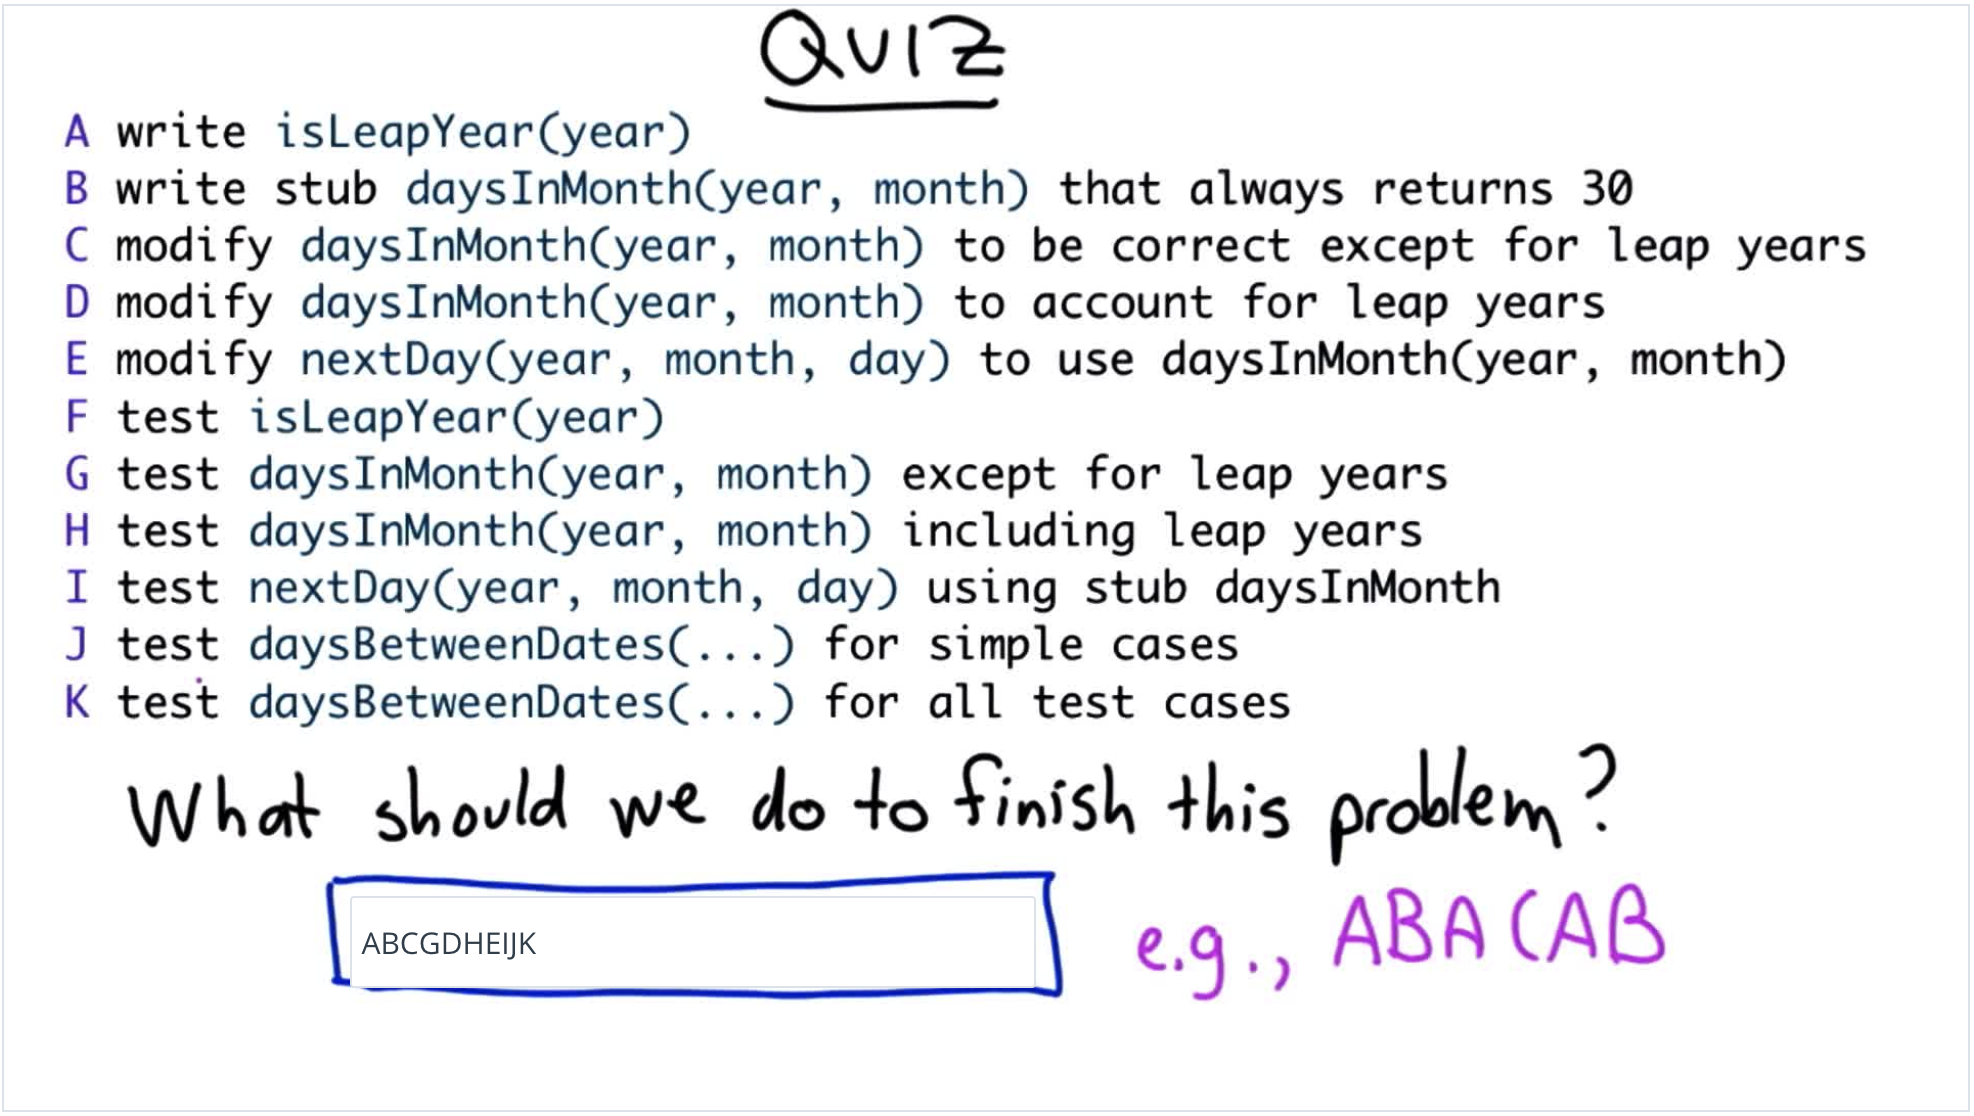 QUIZ
A write isLeapYear(year)
B write stub daysInMonth(year, month) that always returns 30
C modify daysInMonth(year, month) to be correct except for leap years
D modify daysInMonth(year, month) to account for leap years
E modify nextDay(year, month, day) to use daysInMonth(year, month)
F test isLeapYear(year)
G test daysInMonth(year, month) except for leap years
H test daysInMonth(year, month) including leap years
I test nextDay(year, month, day) using stub daysInMonth
J test daysBetweenDates(...) for simple cases
K test daysBetweenDates(...) for all test cases
What should we do to finish this problem?
ABCGDHEIJK e.g., ABACAB